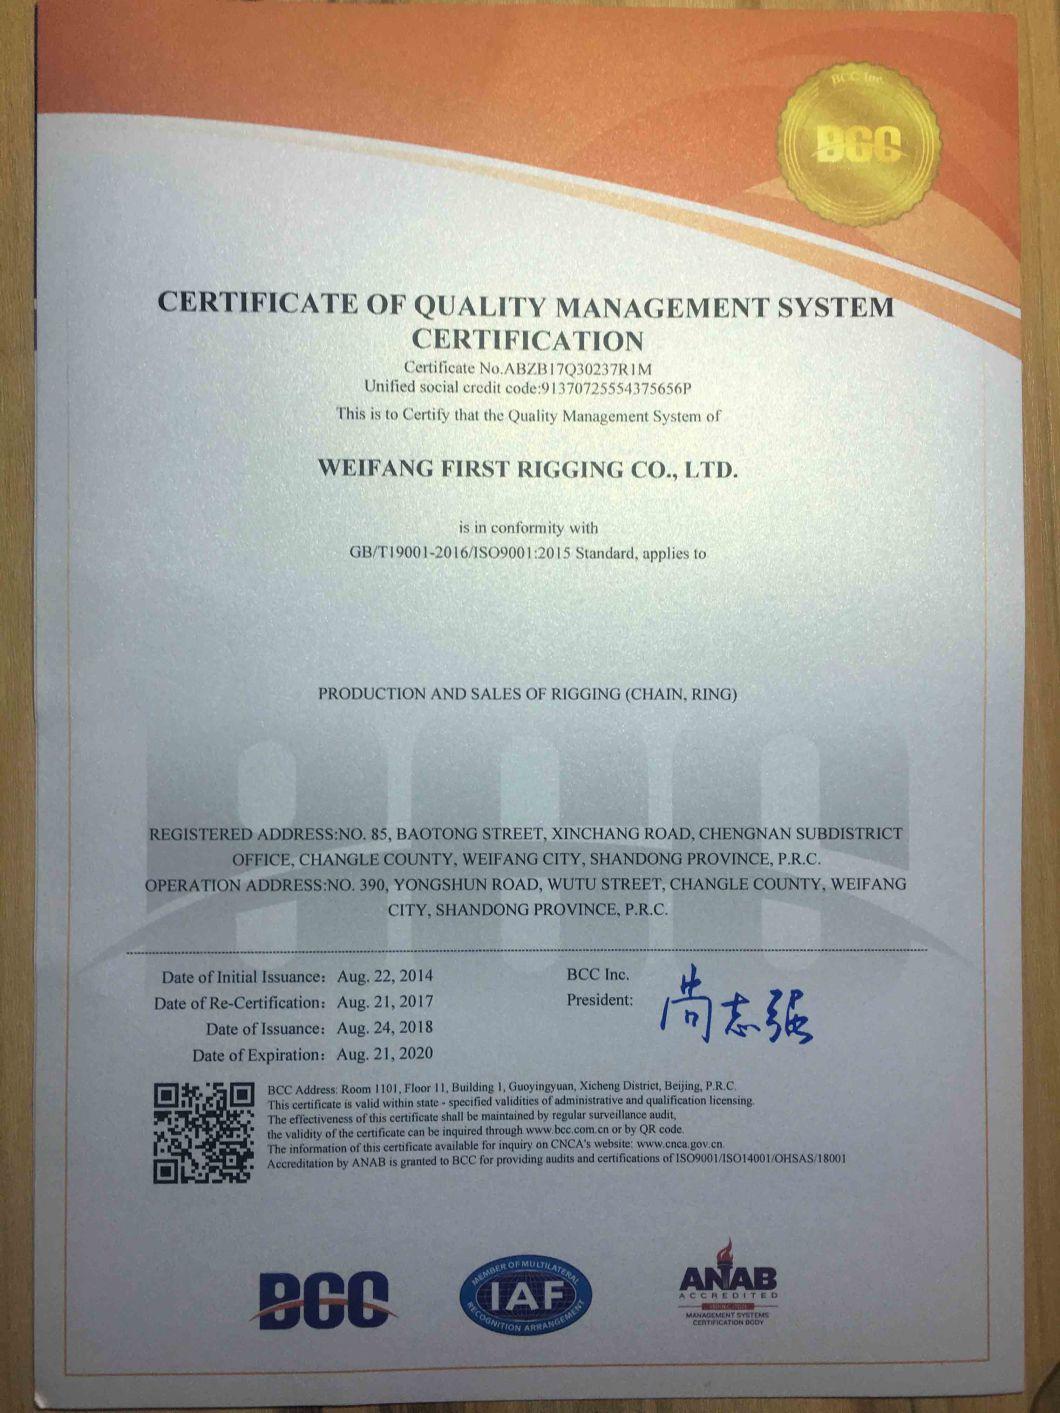 BCC Inc.
BCC
CERTIFICATE OF QUALITY MANAGEMENT SYSTEM
CERTIFICATION
Certificate No.ABZB17Q30237R1M
Unified social credit code:91370725554375656P
This is to Certify that the Quality Management System of
WEIFANG FIRST RIGGING CO., LTD.
is in conformity with
GB/T19001-2016/ISO9001:2015 Standard, applies to
PRODUCTION AND SALES OF RIGGING (CHAIN, RING)
REGISTERED ADDRESS:NO. 85, BAOTONG STREET, XINCHANG ROAD, CHENGNAN SUBDISTRICT
OFFICE, CHANGLE COUNTY, WEIFANG CITY, SHANDONG PROVINCE, P.R.C.
OPERATION ADDRESS:NO. 390, YONGSHUN ROAD, WUTU STREET, CHANGLE COUNTY, WEIFANG
CITY, SHANDONG PROVINCE, P.R.C.
Date of Initial Issuance: Aug. 22, 2014
Date of Re-Certification: Aug. 21, 2017
Date of Issuance: Aug. 24, 2018
Date of Expiration: Aug. 21, 2020
BCC Inc.
President: 尚志强
BCC Address: Room 1101, Floor 11, Building 1, Guoyingyuan, Xicheng District, Beijing, P.R.C.
This certificate is valid within state - specified validities of administrative and qualification licensing.
The effectiveness of this certificate shall be maintained by regular surveillance audit,
the validity of the certificate can be inquired through www.bcc.com.cn or by QR code.
The information of this certificate available for inquiry on CNCA's website: www.cnca.gov.cn.
Accreditation by ANAB is granted to BCC for providing audits and certifications of ISO9001/ISO14001/OHSAS/18001
BCC
MEMBER OF MULTILATERAL
IAF
RECOGNITION ARRANGEMENT
ANAB
ACCREDITED
MANAGEMENT SYSTEMS
CERTIFICATION BODY